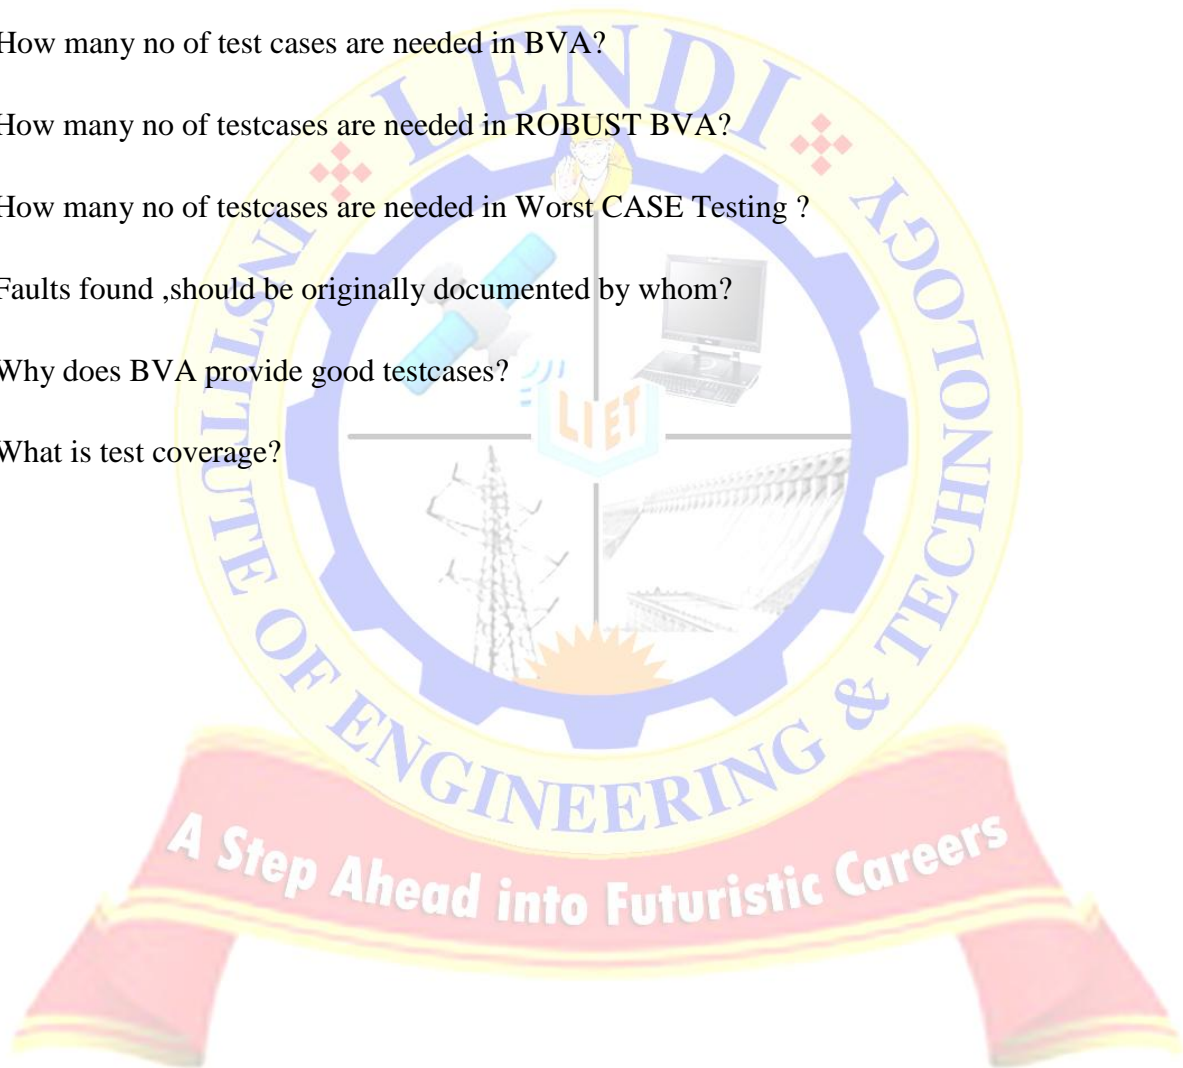 How many no of test cases are needed in BVA?
How many no of testcases are needed in ROBUST BVA?
How many no of testcases are needed in Worst CASE Testing ?
Faults found ,should be originally documented by whom?
Why does BVA provide good testcases?
What is test coverage?
LENDI
INSTITUTE OF ENGINEERING & TECHNOLOGY
LIET
A Step Ahead into Futuristic Careers